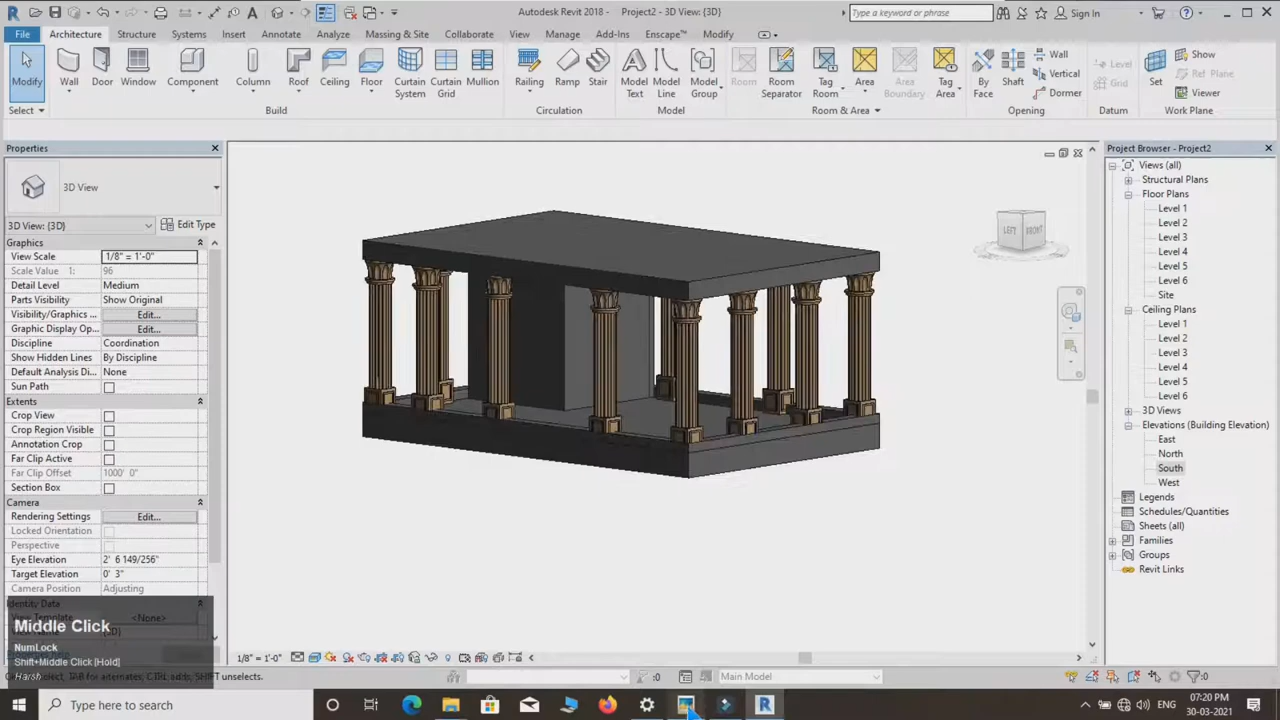 Autodesk Revit 2018 - Project2 - 3D View: {3D}
Type a keyword or phrase
Sign In
File Architecture Structure Systems Insert Annotate Analyze Massing & Site Collaborate View Manage Add-Ins Enscape™ Modify
Modify Wall Door Window Component Column Roof Ceiling Floor Curtain System Curtain Grid Mullion Railing Ramp Stair Model Text Model Line Model Group Room Room Separator Tag Room Area Area Boundary Tag Area By Face Shaft Wall Vertical Dormer Level Grid Set Show Ref Plane Viewer
Select Build Circulation Model Room & Area Opening Datum Work Plane
Properties
3D View
3D View: {3D} Edit Type
Graphics
View Scale 1/8" = 1'-0"
Scale Value 1: 96
Detail Level Medium
Parts Visibility Show Original
Visibility/Graphics ... Edit...
Graphic Display Op... Edit...
Discipline Coordination
Show Hidden Lines By Discipline
Default Analysis Di... None
Sun Path
Extents
Crop View
Crop Region Visible
Annotation Crop
Far Clip Active
Far Clip Offset 1000' 0"
Section Box
Camera
Rendering Settings Edit...
Locked Orientation
Perspective
Eye Elevation 2' 6 149/256"
Target Elevation 0' 3"
Camera Position Adjusting
Identity Data
View Template <None>
Middle Click
NumLock
Shift+Middle Click [Hold]
Harsh
LEFT FRONT
Project Browser - Project2
Views (all)
Structural Plans
Floor Plans
Level 1
Level 2
Level 3
Level 4
Level 5
Level 6
Site
Ceiling Plans
Level 1
Level 2
Level 3
Level 4
Level 5
Level 6
3D Views
Elevations (Building Elevation)
East
North
South
West
Legends
Schedules/Quantities
Sheets (all)
Families
Groups
Revit Links
1/8" = 1'-0"
TAB for alternates, CTRL adds, SHIFT unselects.
:0
Main Model
:0
Type here to search
ENG
07:20 PM
30-03-2021